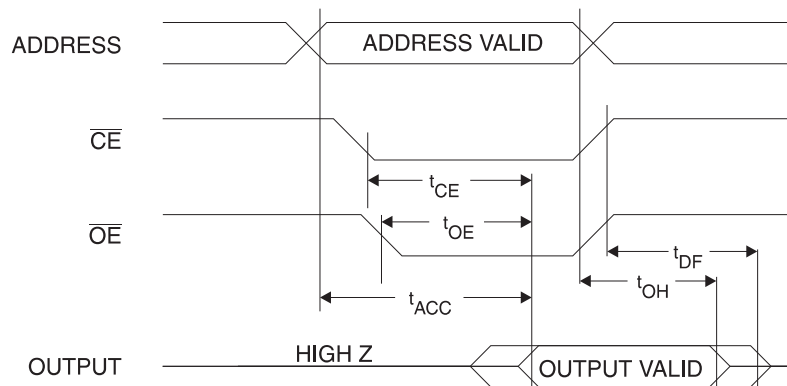 ADDRESS
ADDRESS VALID
CE
tCE
OE
tOE
tDF
tOH
tACC
OUTPUT
HIGH Z
OUTPUT VALID